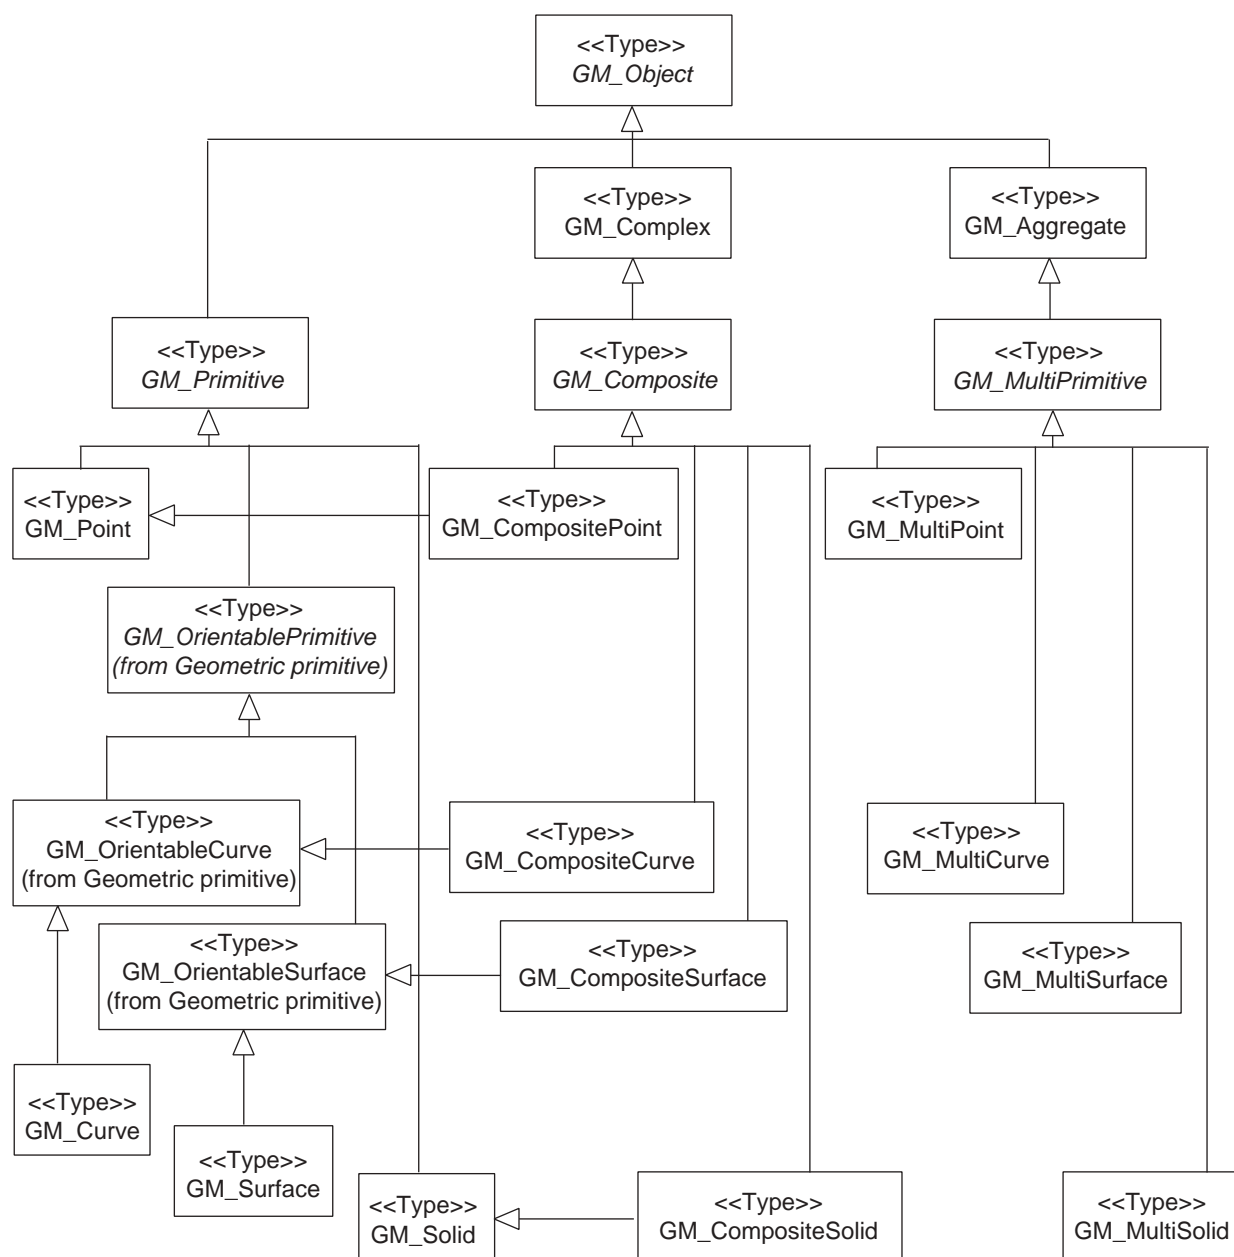 <<Type>>
GM_Object
<<Type>>
GM_Complex
<<Type>>
GM_Aggregate
<<Type>>
GM_Primitive
<<Type>>
GM_Composite
<<Type>>
GM_MultiPrimitive
<<Type>>
GM_Point
<<Type>>
GM_CompositePoint
<<Type>>
GM_MultiPoint
<<Type>>
GM_OrientablePrimitive
(from Geometric primitive)
<<Type>>
GM_OrientableCurve
(from Geometric primitive)
<<Type>>
GM_CompositeCurve
<<Type>>
GM_MultiCurve
<<Type>>
GM_OrientableSurface
(from Geometric primitive)
<<Type>>
GM_CompositeSurface
<<Type>>
GM_MultiSurface
<<Type>>
GM_Curve
<<Type>>
GM_Surface
<<Type>>
GM_Solid
<<Type>>
GM_CompositeSolid
<<Type>>
GM_MultiSolid